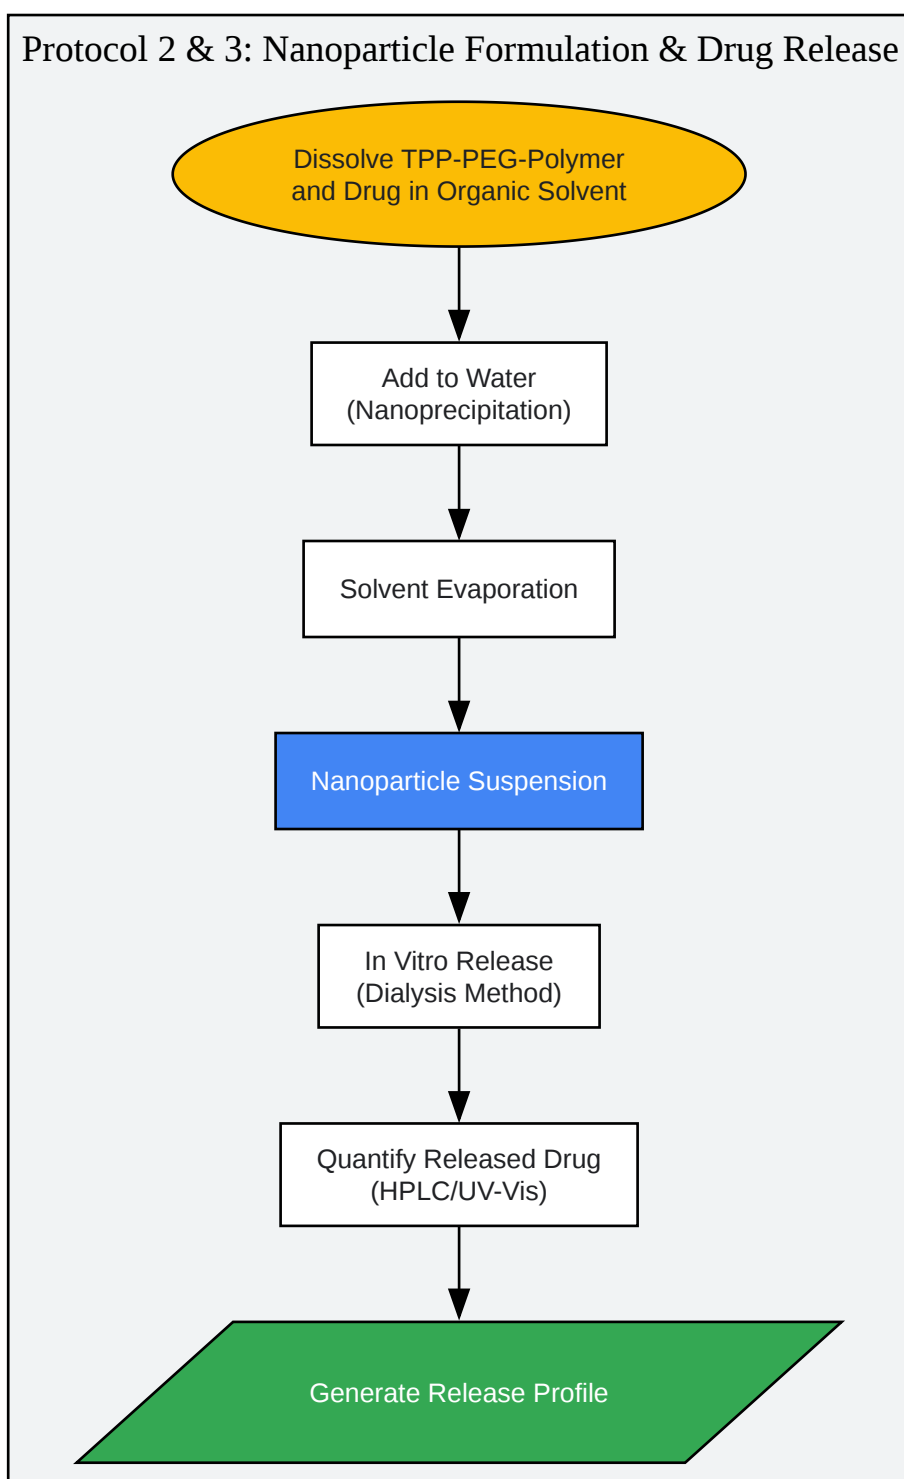 Protocol 2 & 3: Nanoparticle Formulation & Drug Release
Dissolve TPP-PEG-Polymer
and Drug in Organic Solvent
Add to Water
(Nanoprecipitation)
Solvent Evaporation
Nanoparticle Suspension
In Vitro Release
(Dialysis Method)
Quantify Released Drug
(HPLC/UV-Vis)
Generate Release Profile